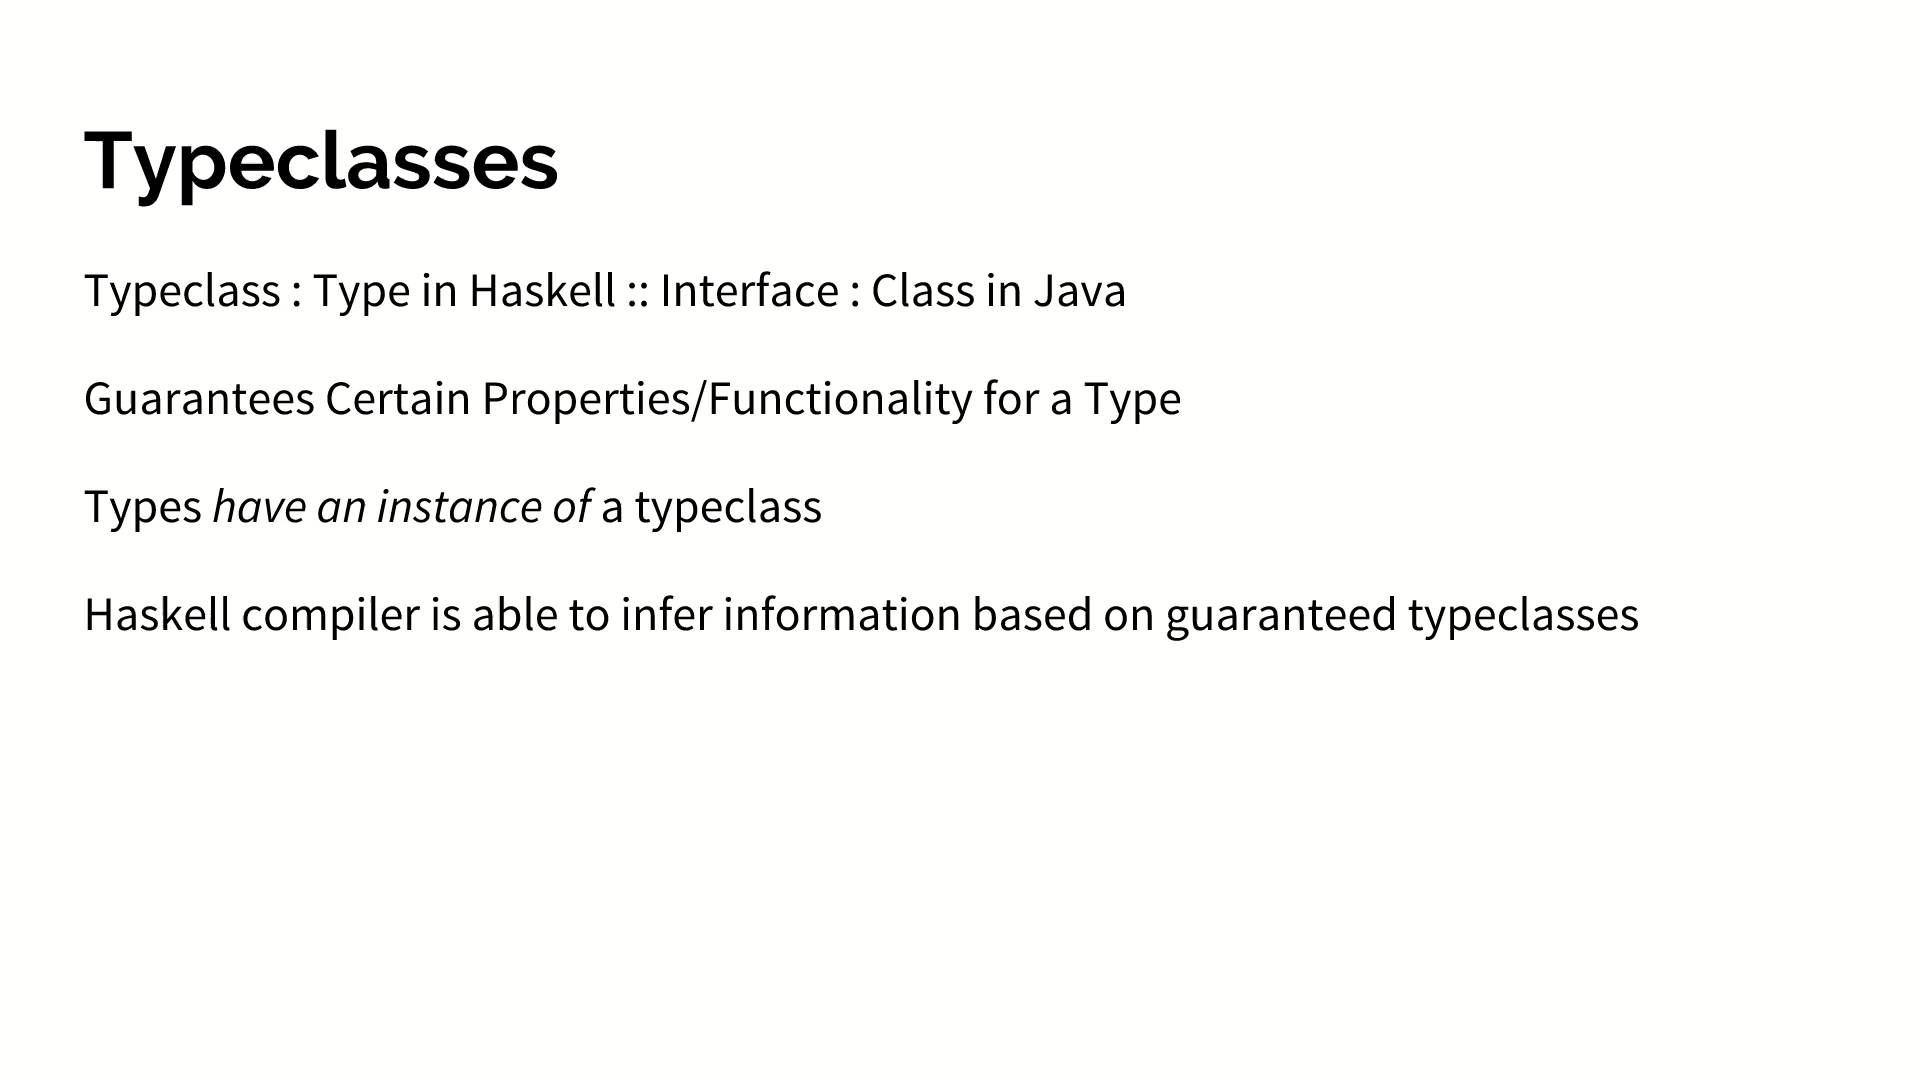 Typeclasses
Typeclass : Type in Haskell :: Interface : Class in Java
Guarantees Certain Properties/Functionality for a Type
Types have an instance of a typeclass
Haskell compiler is able to infer information based on guaranteed typeclasses